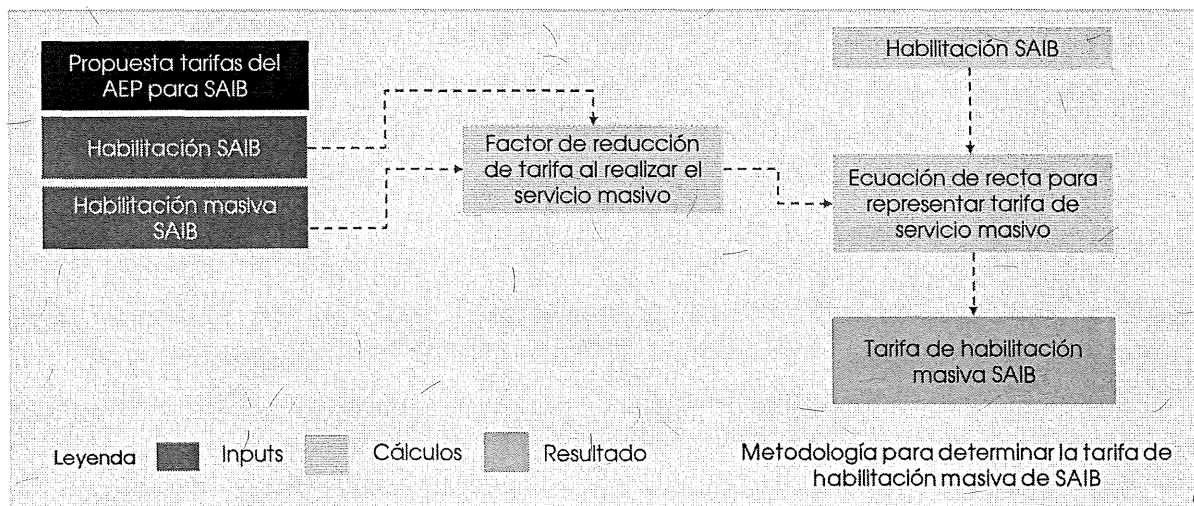 Propuesta tarifas del
AEP para SAIB
Habilitación SAIB
Habilitación masiva
SAIB
Factor de reducción
de tarifa al realizar el
servicio masivo
Habilitación SAIB
Ecuación de recta para
representar tarifa de
servicio masivo
Tarifa de habilitación
masiva SAIB
Leyenda Inputs Cálculos Resultado
Metodología para determinar la tarifa de
habilitación masiva de SAIB